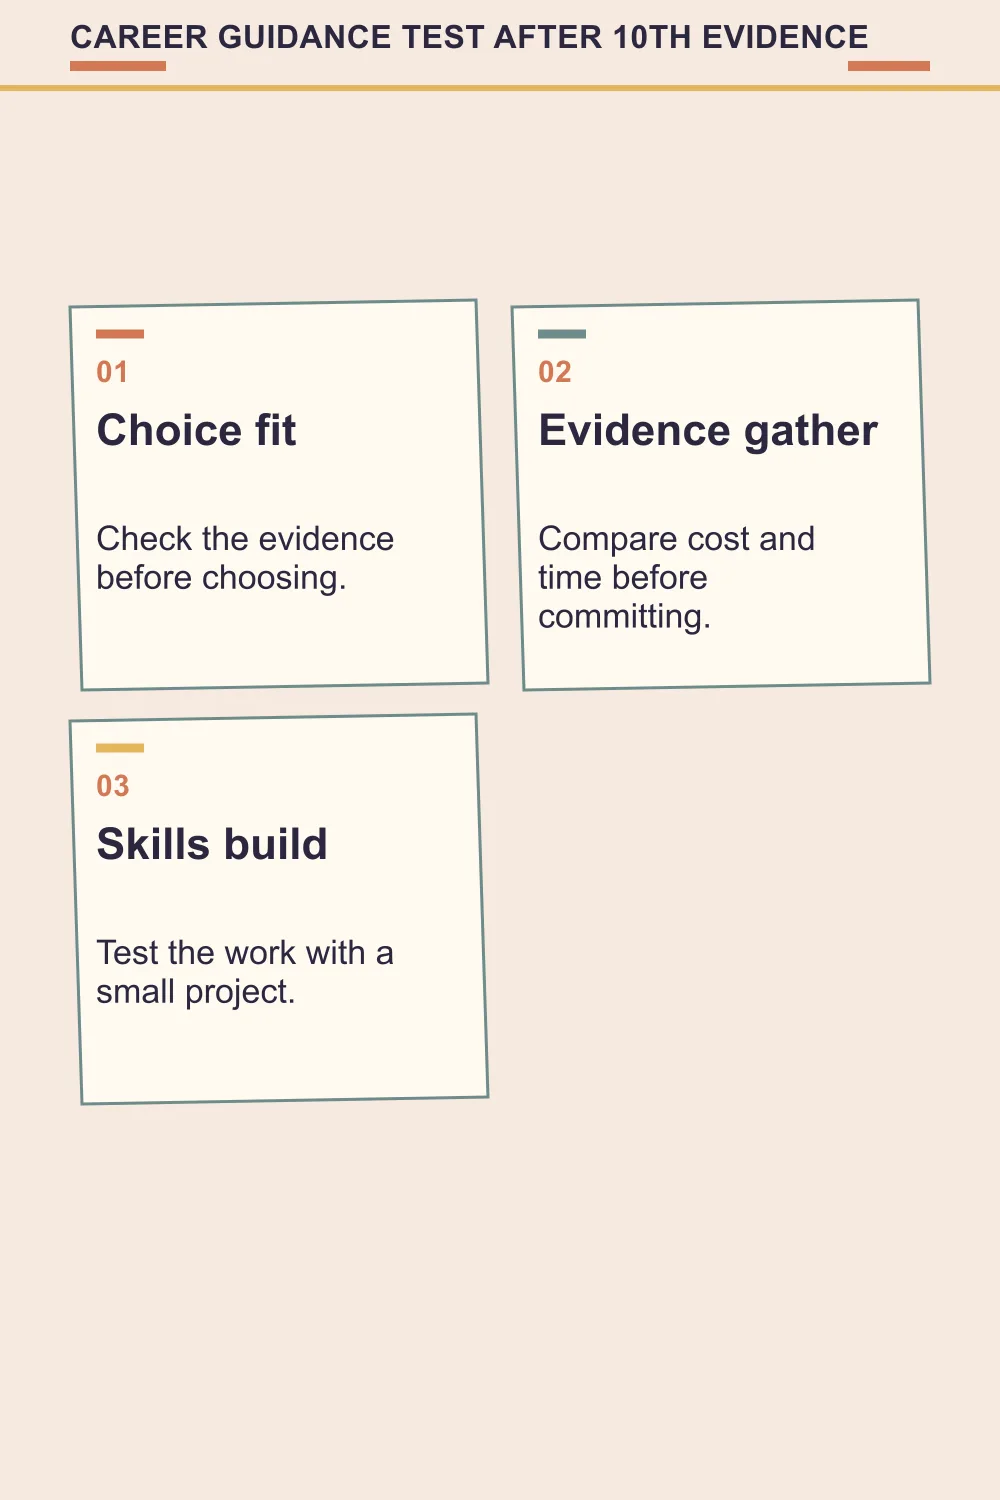 CAREER GUIDANCE TEST AFTER 10TH EVIDENCE
01
Choice fit
Check the evidence
before choosing.
02
Evidence gather
Compare cost and
time before
committing.
03
Skills build
Test the work with a
small project.